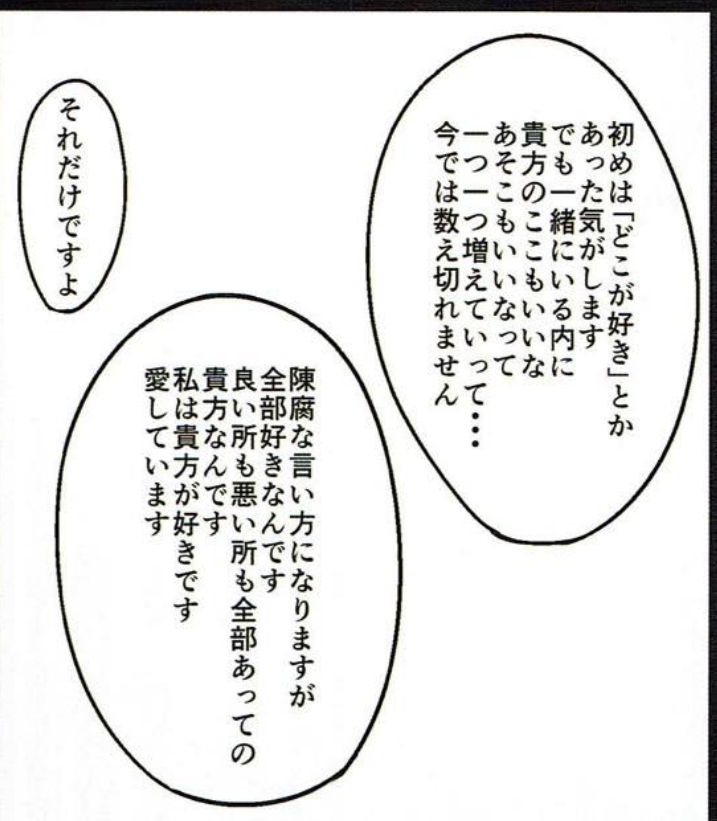 初めは「どこが好き」とか
あった気がします
でも一緒にいる内に
貴方のここもいいな
あそこもいいなって
一つ一つ増えていって・・・
今では数え切れません
陳腐な言い方になりますが
全部好きなんです
良い所も悪い所も全部あっての
貴方なんです
私は貴方が好きです
愛しています
それだけですよ